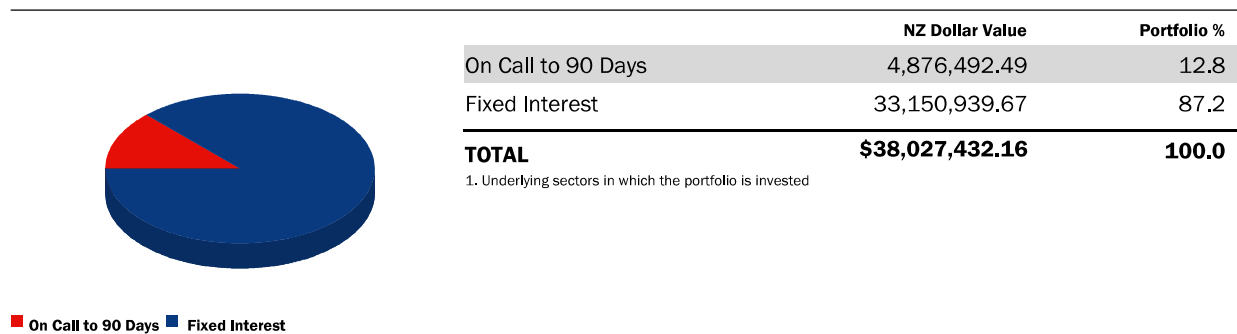 NZ Dollar Value Portfolio %
On Call to 90 Days 4,876,492.49 12.8
Fixed Interest 33,150,939.67 87.2
TOTAL $38,027,432.16 100.0
1. Underlying sectors in which the portfolio is invested
On Call to 90 Days Fixed Interest